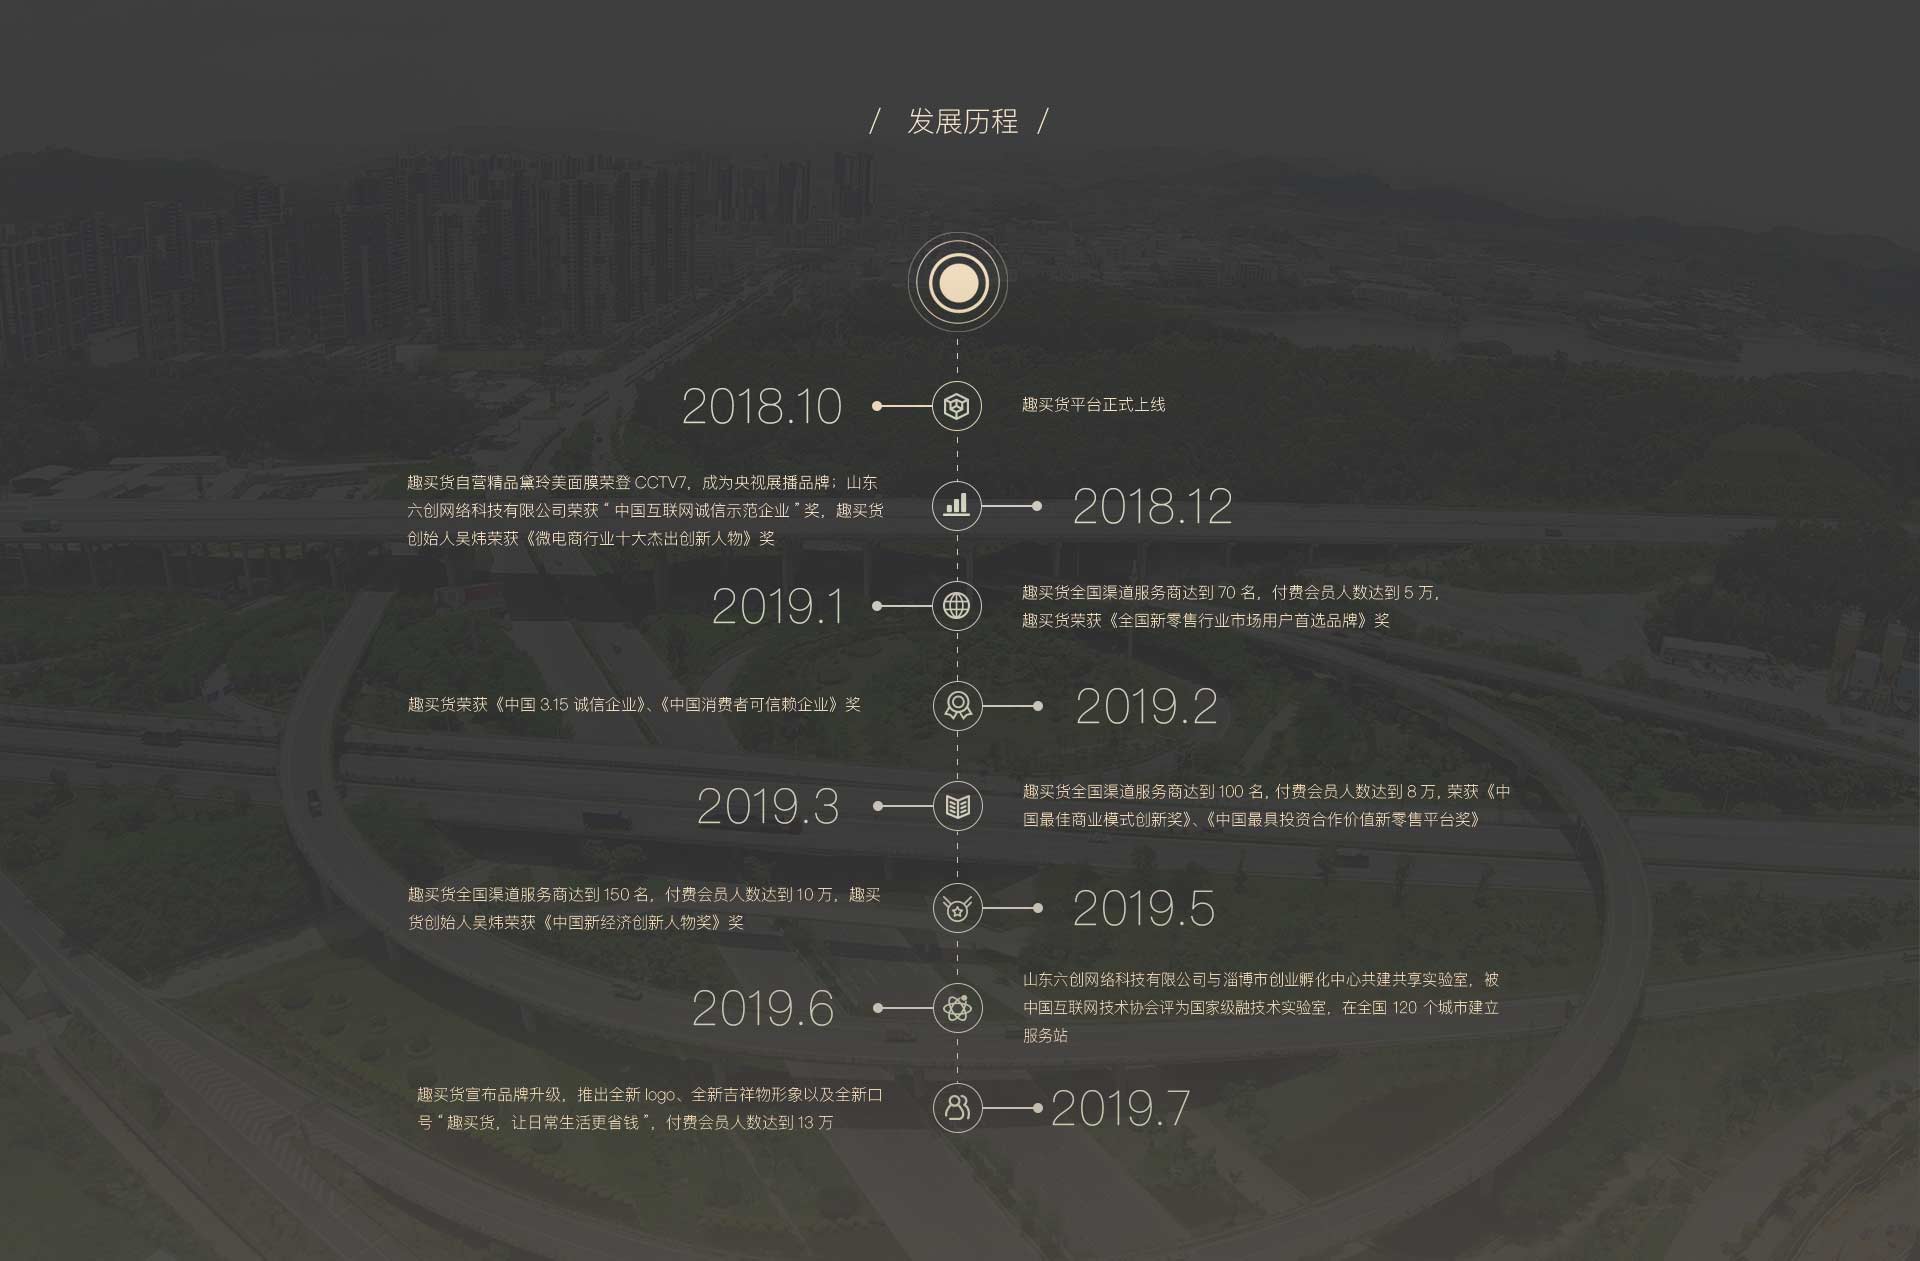 / 发展历程 /
2018.10
趣买货平台正式上线
趣买货自营精品黛玲美面膜荣登 CCTV7，成为央视展播品牌；山东
六创网络科技有限公司荣获 “ 中国互联网诚信示范企业 ” 奖，趣买货
创始人吴炜荣获《微电商行业十大杰出创新人物》奖
2018.12
2019.1
趣买货全国渠道服务商达到 70 名，付费会员人数达到 5 万，
趣买货荣获《全国新零售行业市场用户首选品牌》奖
趣买货荣获《中国 3.15 诚信企业》、《中国消费者可信赖企业》奖
2019.2
2019.3
趣买货全国渠道服务商达到 100 名, 付费会员人数达到 8 万, 荣获《中
国最佳商业模式创新奖》、《中国最具投资合作价值新零售平台奖》
趣买货全国渠道服务商达到 150 名，付费会员人数达到 10 万，趣买
货创始人吴炜荣获《中国新经济创新人物奖》奖
2019.5
2019.6
山东六创网络科技有限公司与淄博市创业孵化中心共建共享实验室，被
中国互联网技术协会评为国家级融技术实验室，在全国 120 个城市建立
服务站
趣买货宣布品牌升级，推出全新 logo、全新吉祥物形象以及全新口
号 “ 趣买货，让日常生活更省钱 ”，付费会员人数达到 13 万
2019.7